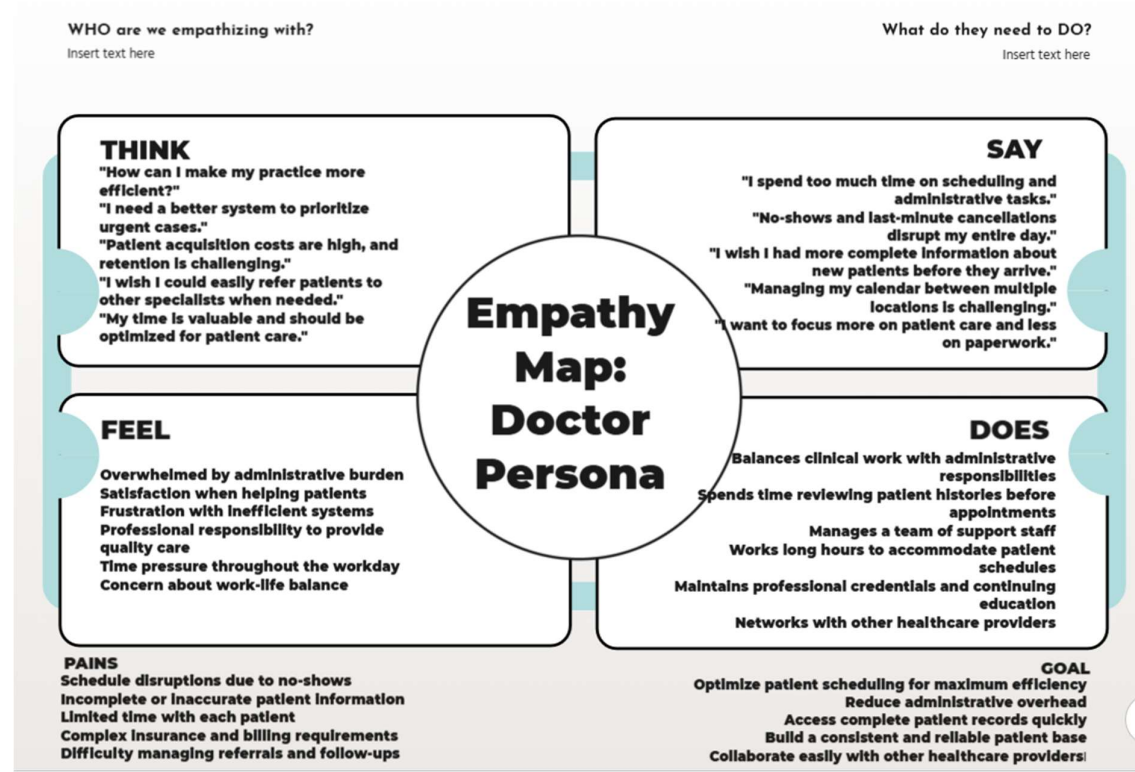 WHO are we empathizing with?
Insert text here
What do they need to DO?
Insert text here
THINK
"How can I make my practice more
efficient?"
"I need a better system to prioritize
urgent cases."
"Patient acquisition costs are high, and
retention is challenging."
"I wish I could easily refer patients to
other specialists when needed."
"My time is valuable and should be
optimized for patient care."
SAY
"I spend too much time on scheduling and
administrative tasks."
"No-shows and last-minute cancellations
disrupt my entire day."
"I wish I had more complete information about
new patients before they arrive."
"Managing my calendar between multiple
locations is challenging."
"I want to focus more on patient care and less
on paperwork."
Empathy
Map:
Doctor
Persona
FEEL
Overwhelmed by administrative burden
Satisfaction when helping patients
Frustration with inefficient systems
Professional responsibility to provide
quality care
Time pressure throughout the workday
Concern about work-life balance
DOES
Balances clinical work with administrative
responsibilities
Spends time reviewing patient histories before
appointments
Manages a team of support staff
Works long hours to accommodate patient
schedules
Maintains professional credentials and continuing
education
Networks with other healthcare providers
PAINS
Schedule disruptions due to no-shows
Incomplete or inaccurate patient information
Limited time with each patient
Complex insurance and billing requirements
Difficulty managing referrals and follow-ups
GOAL
Optimize patient scheduling for maximum efficiency
Reduce administrative overhead
Access complete patient records quickly
Build a consistent and reliable patient base
Collaborate easily with other healthcare providers